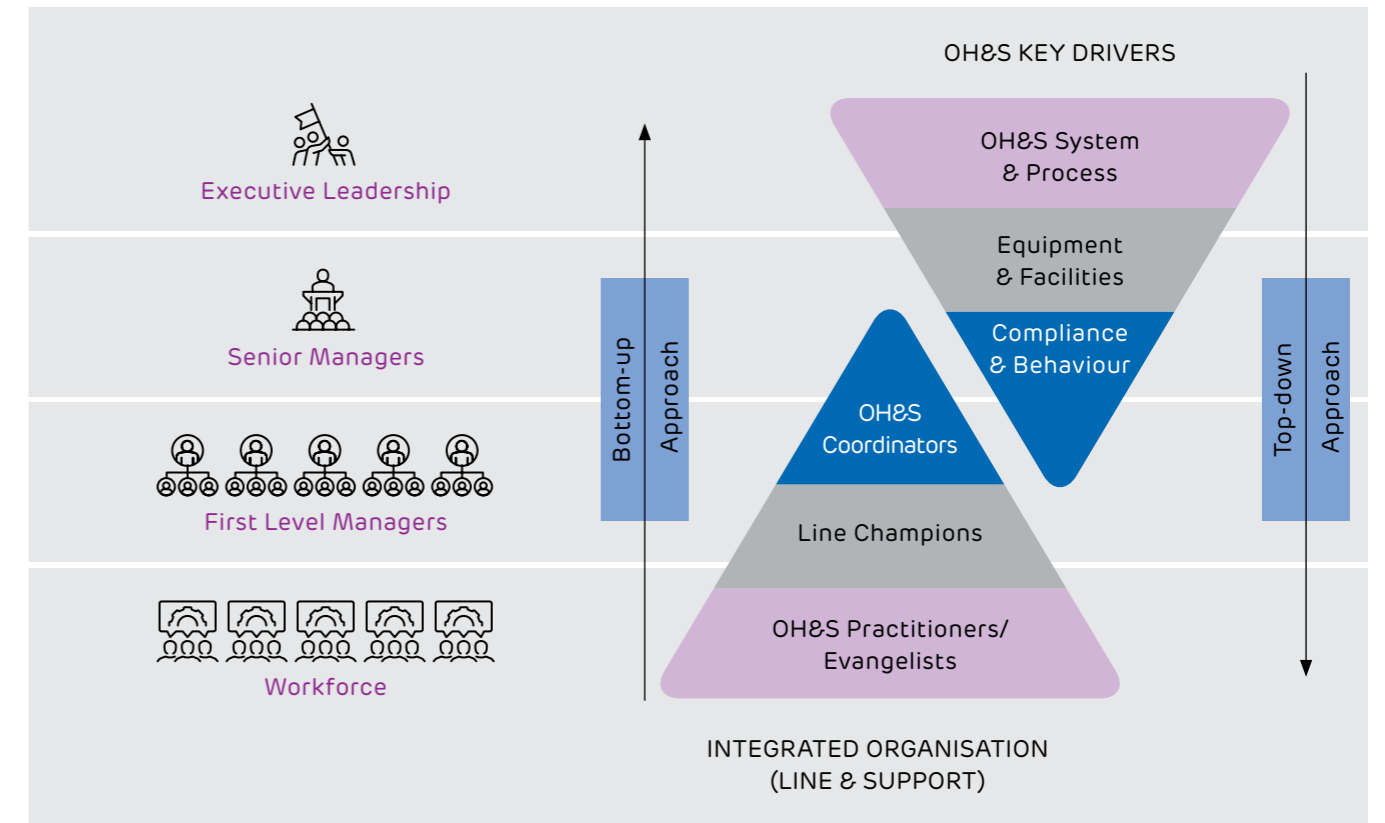 OH&S KEY DRIVERS
Executive Leadership
OH&S System
& Process
Senior Managers
Equipment
& Facilities
Compliance
& Behaviour
Bottom-up
Approach
Top-down
Approach
First Level Managers
OH&S
Coordinators
Line Champions
Workforce
OH&S Practitioners/
Evangelists
INTEGRATED ORGANISATION
(LINE & SUPPORT)